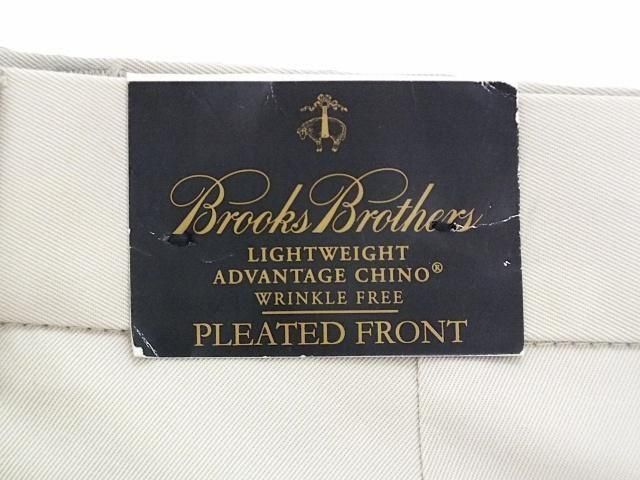 Brooks Brothers
LIGHTWEIGHT
ADVANTAGE CHINO®
WRINKLE FREE
PLEATED FRONT